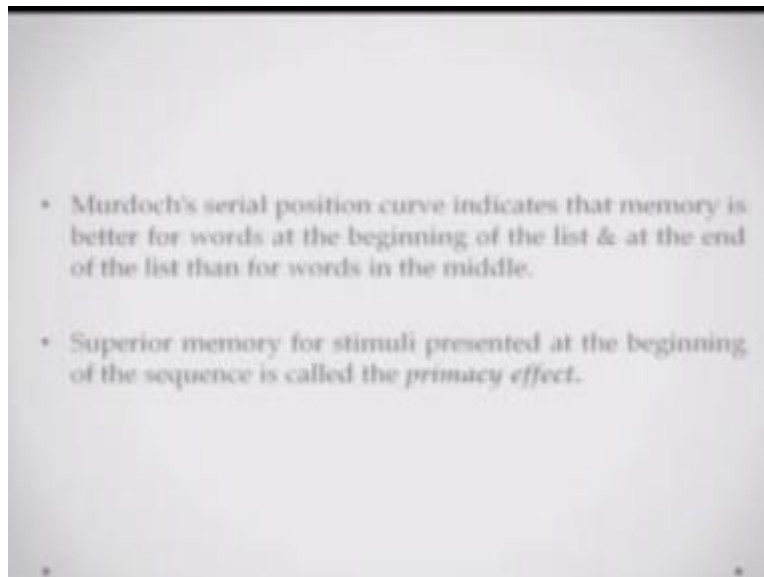 • Murdoch's serial position curve indicates that memory is
better for words at the beginning of the list & at the end
of the list than for words in the middle.
• Superior memory for stimuli presented at the beginning
of the sequence is called the primacy effect.